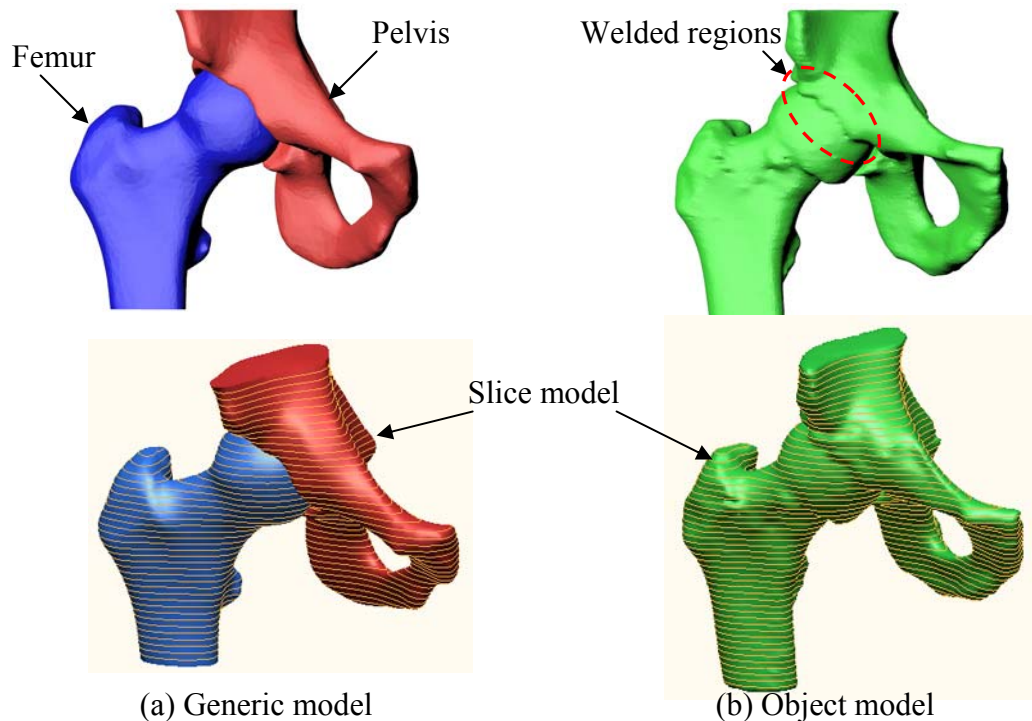 Femur
Pelvis
Welded regions
Slice model
(a) Generic model
(b) Object model